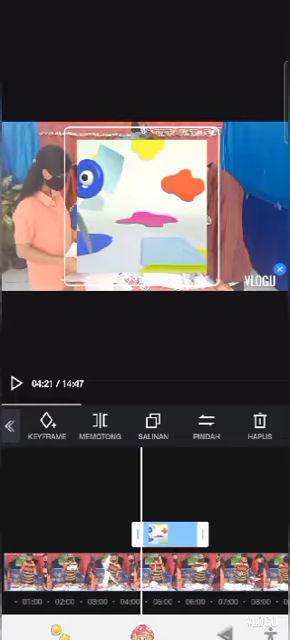 VLOGU
04:21 / 14:47
KEYFRAME MEMOTONG SALINAN PINDAH HAPUS
01:00 02:00 03:00 04:00 05:00 06:00 07:00 08:00
VLOGU